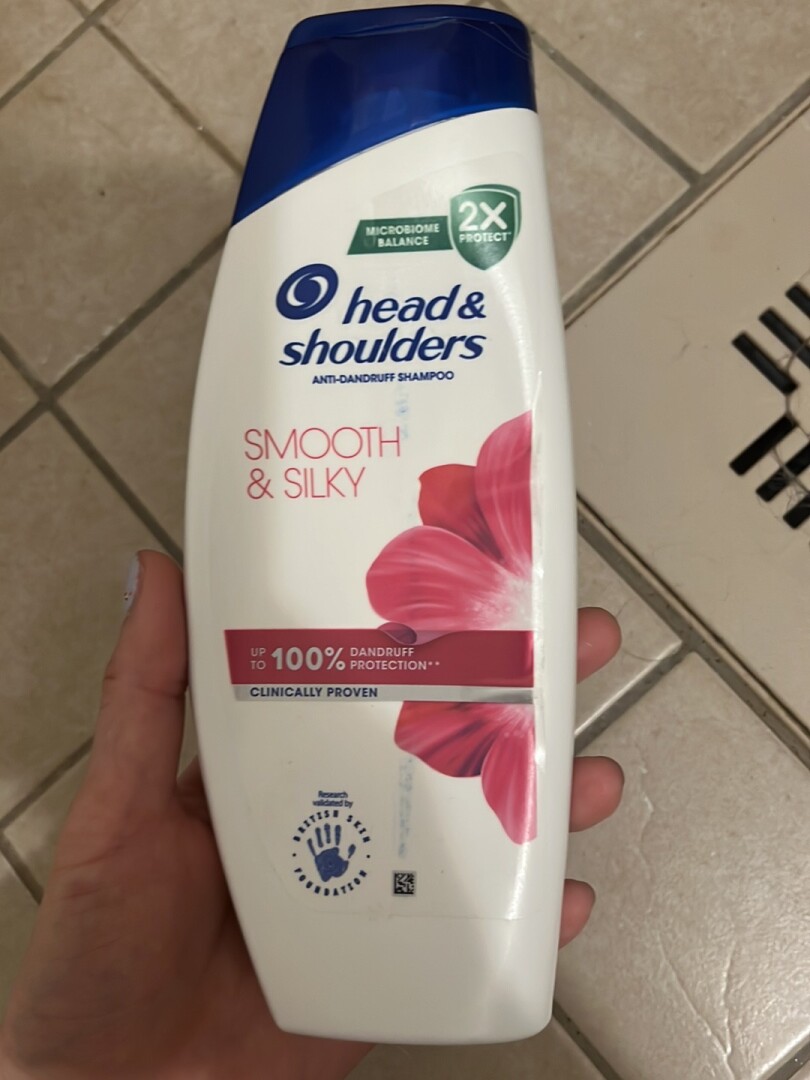 MICROBIOME
BALANCE
2X
PROTECT*
head &
shoulders
ANTI-DANDRUFF SHAMPOO
SMOOTH
& SILKY
UP
TO 100% DANDRUFF
PROTECTION**
CLINICALLY PROVEN
Research
validated by
BRITISH SKIN
FOUNDATION